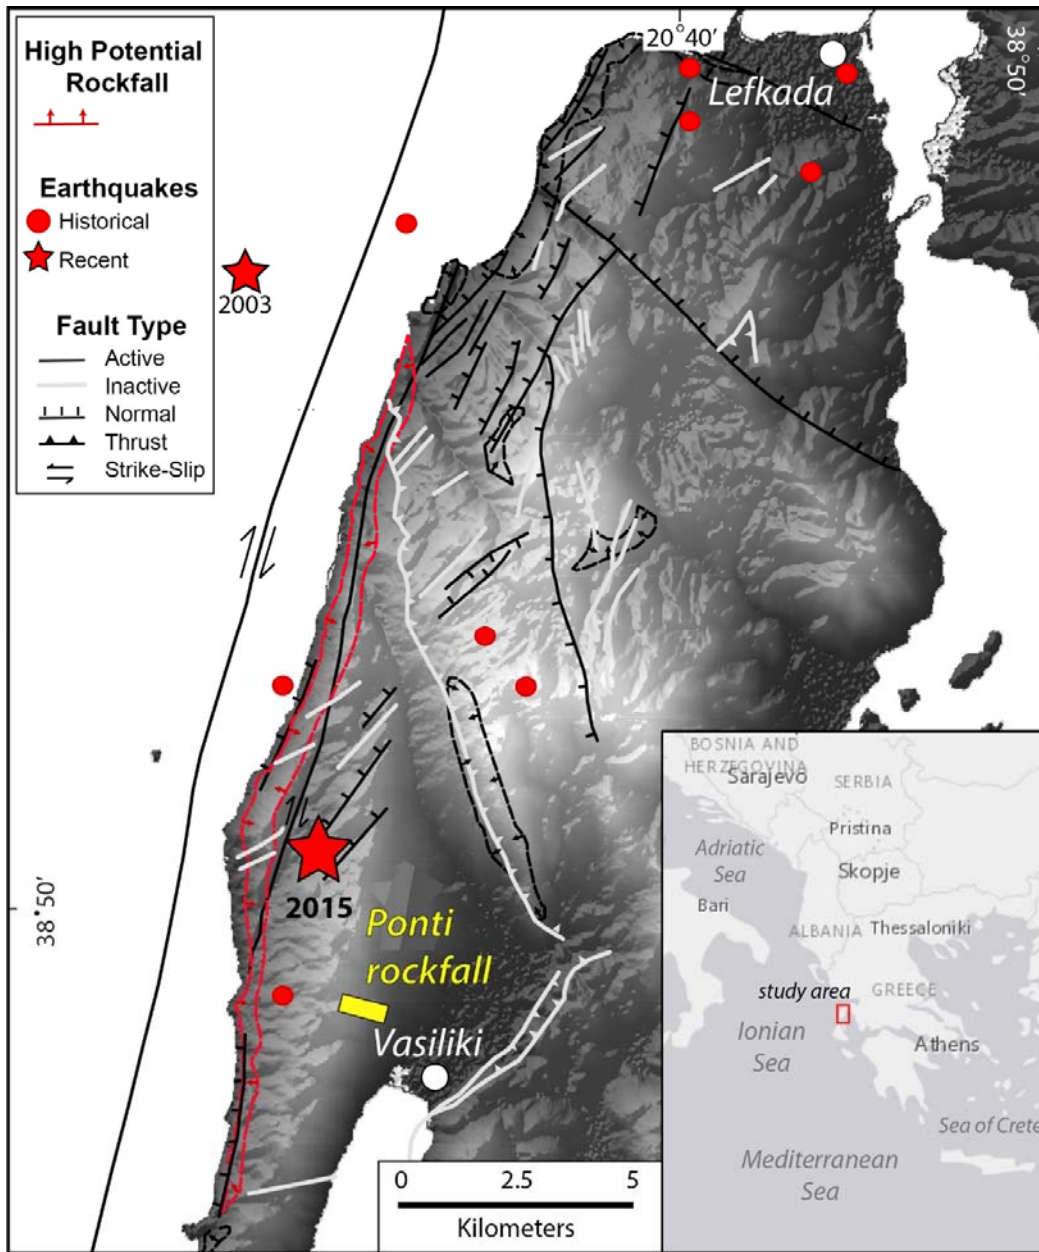 High Potential
Rockfall
Earthquakes
Historical
Recent
Fault Type
Active
Inactive
Normal
Thrust
Strike-Slip
20°40′
38°50′
Lefkada
2003
2015
38°50′
Ponti
rockfall
Vasiliki
0 2.5 5
Kilometers
BOSNIA AND
HERZEGOVINA
Sarajevo
SERBIA
Pristina
Adriatic
Sea
Skopje
Bari
ALBANIA
Thessaloniki
study area
GREECE
Ionian
Sea
Athens
Sea of Crete
Mediterranean
Sea